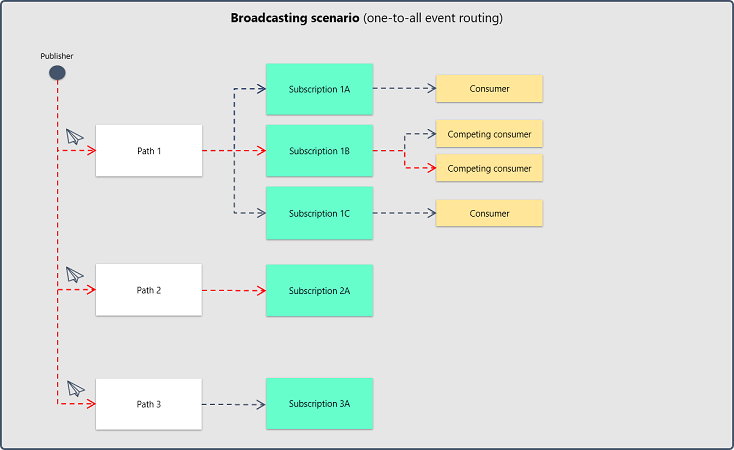 Broadcasting scenario (one-to-all event routing)
Publisher
Path 1
Subscription 1A
Consumer
Subscription 1B
Competing consumer
Competing consumer
Subscription 1C
Consumer
Path 2
Subscription 2A
Path 3
Subscription 3A